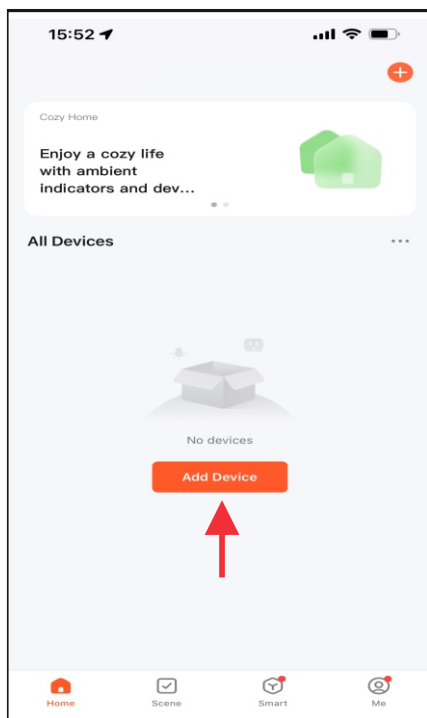 15:52
Cozy Home
Enjoy a cozy life
with ambient
indicators and dev...
All Devices
No devices
Add Device
Home
Scene
Smart
Me